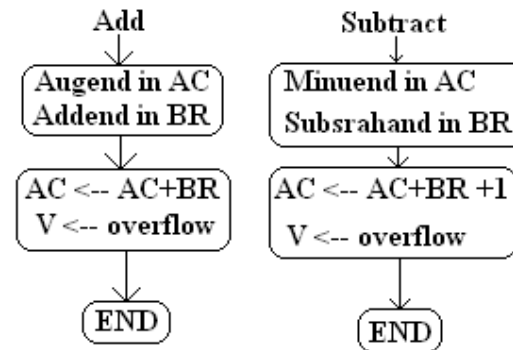 Add
Augend in AC
Addend in BR
AC <-- AC+BR
V <-- overflow
END
Subtract
Minuend in AC
Subsrahand in BR
AC <-- AC+BR +1
V <-- overflow
END